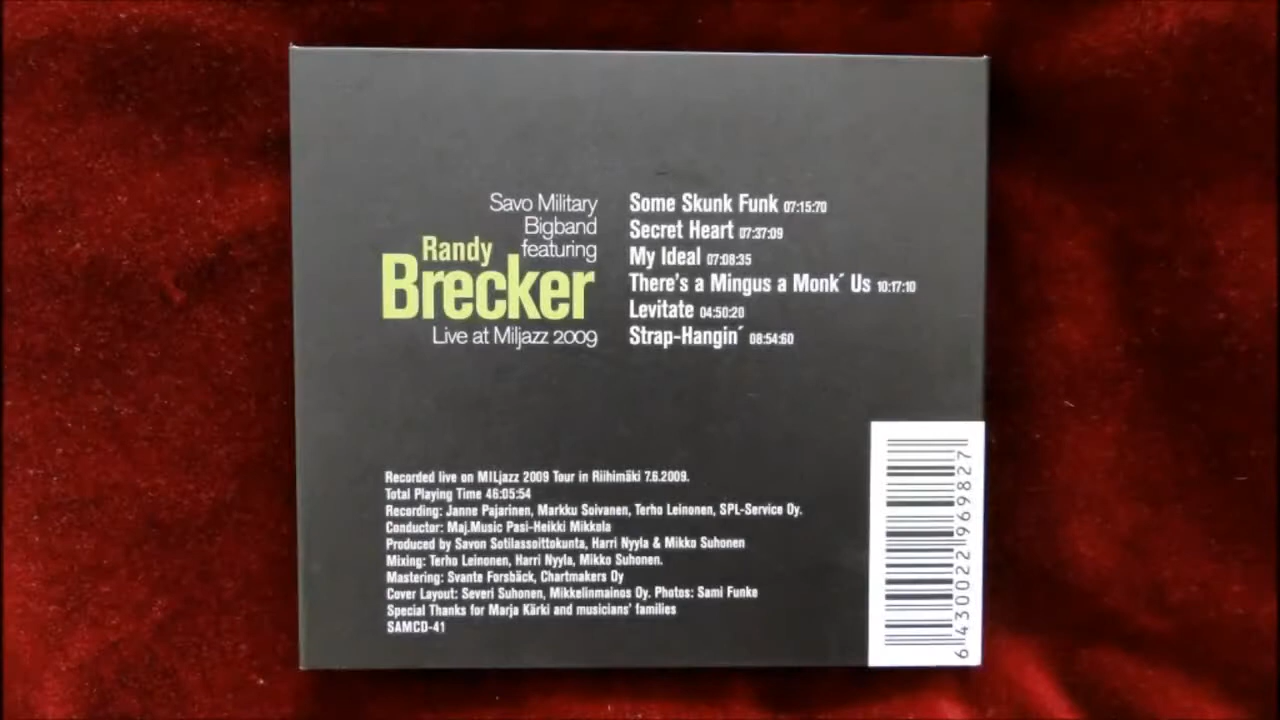 Savo Military
Bigband
Randy featuring
Brecker
Live at Miljazz 2009
Some Skunk Funk 07:15:70
Secret Heart 07:37:09
My Ideal 07:08:35
There's a Mingus a Monk´ Us 10:17:10
Levitate 04:50:20
Strap-Hangin´ 08:54:60
Recorded live on MILjazz 2009 Tour in Riihimäki 7.6.2009.
Total Playing Time 46:05:54
Recording: Janne Pajarinen, Markku Soivanen, Terho Leinonen, SPL-Service Oy.
Conductor: Maj.Music Pasi-Heikki Mikkola
Produced by Savon Sotilassoittokunta, Harri Nyyla & Mikko Suhonen
Mixing: Terho Leinonen, Harri Nyyla, Mikko Suhonen.
Mastering: Svante Forsbäck, Chartmakers Oy
Cover Layout: Severi Suhonen, Mikkelinmainos Oy. Photos: Sami Funke
Special Thanks for Marja Kärki and musicians' families
SAMCD-41
6 430022 969827